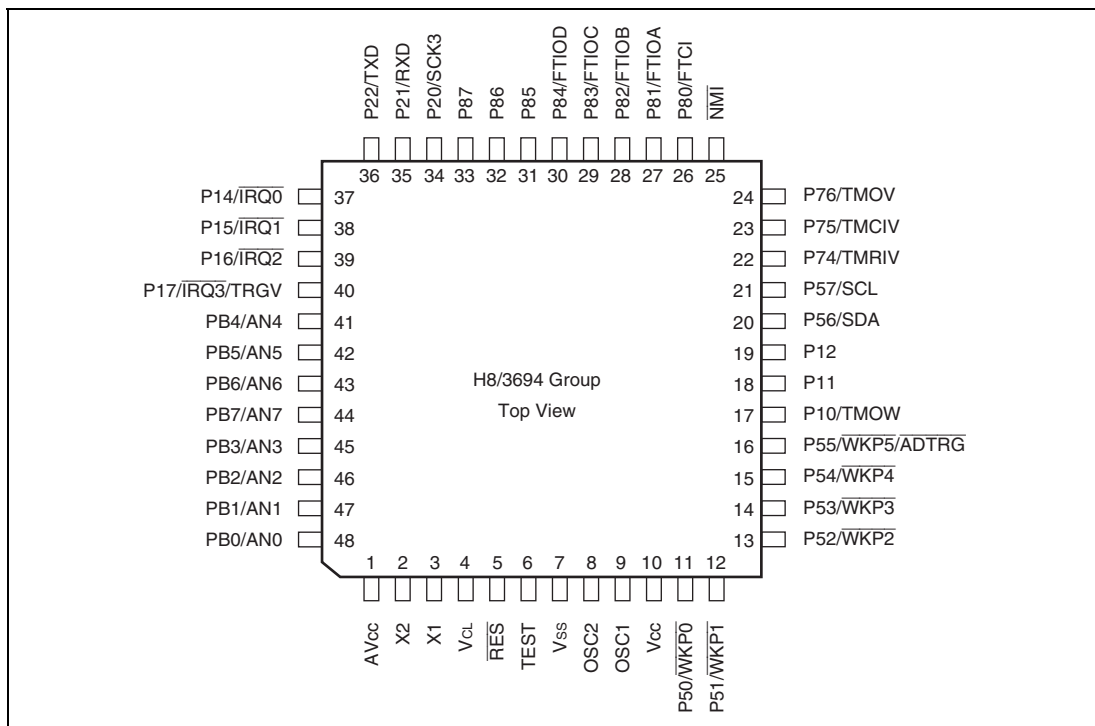 P22/TXD
P21/RXD
P20/SCK3
P87
P86
P85
P84/FTIOD
P83/FTIOC
P82/FTIOB
P81/FTIOA
P80/FTCI
NMI
36 35 34 33 32 31 30 29 28 27 26 25
P14/IRQ0 37
P15/IRQ1 38
P16/IRQ2 39
P17/IRQ3/TRGV 40
PB4/AN4 41
PB5/AN5 42
PB6/AN6 43
PB7/AN7 44
PB3/AN3 45
PB2/AN2 46
PB1/AN1 47
PB0/AN0 48
H8/3694 Group
Top View
24 P76/TMOV
23 P75/TMCIV
22 P74/TMRIV
21 P57/SCL
20 P56/SDA
19 P12
18 P11
17 P10/TMOW
16 P55/WKP5/ADTRG
15 P54/WKP4
14 P53/WKP3
13 P52/WKP2
1 2 3 4 5 6 7 8 9 10 11 12
AVcc
X2
X1
VCL
RES
TEST
Vss
OSC2
OSC1
Vcc
P50/WKP0
P51/WKP1